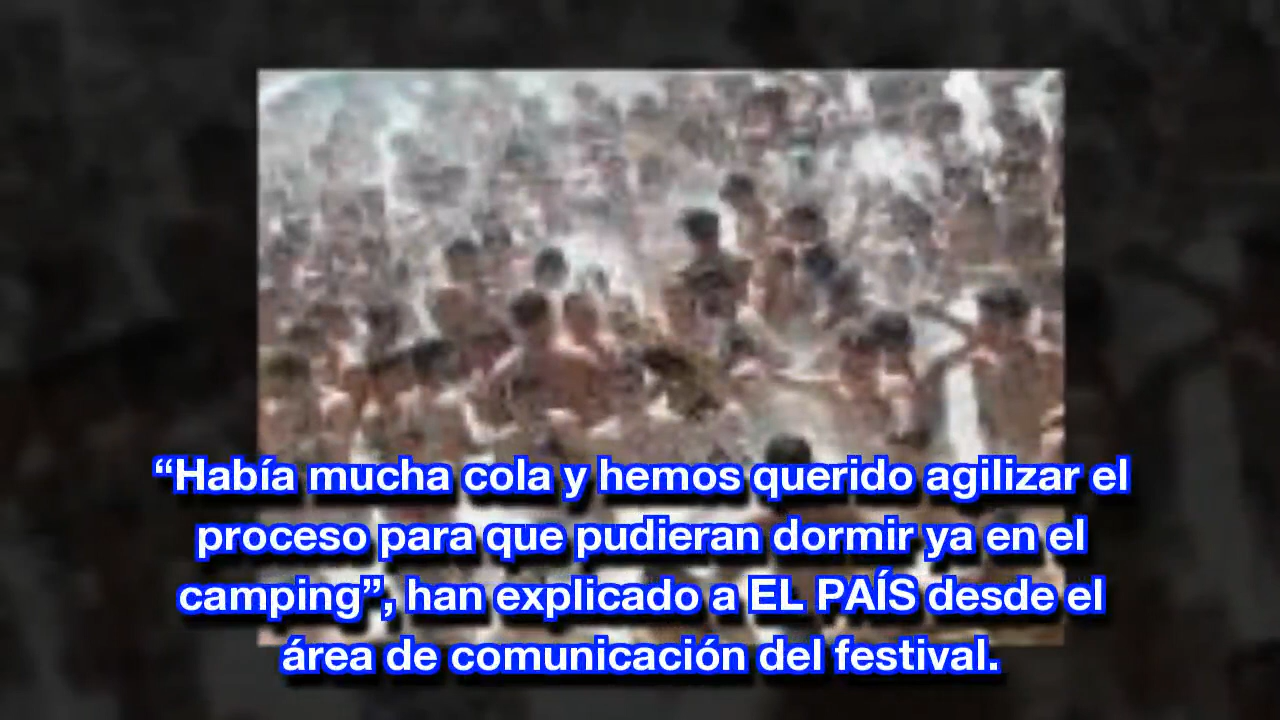 “Había mucha cola y hemos querido agilizar el
proceso para que pudieran dormir ya en el
camping”, han explicado a EL PAÍS desde el
área de comunicación del festival.